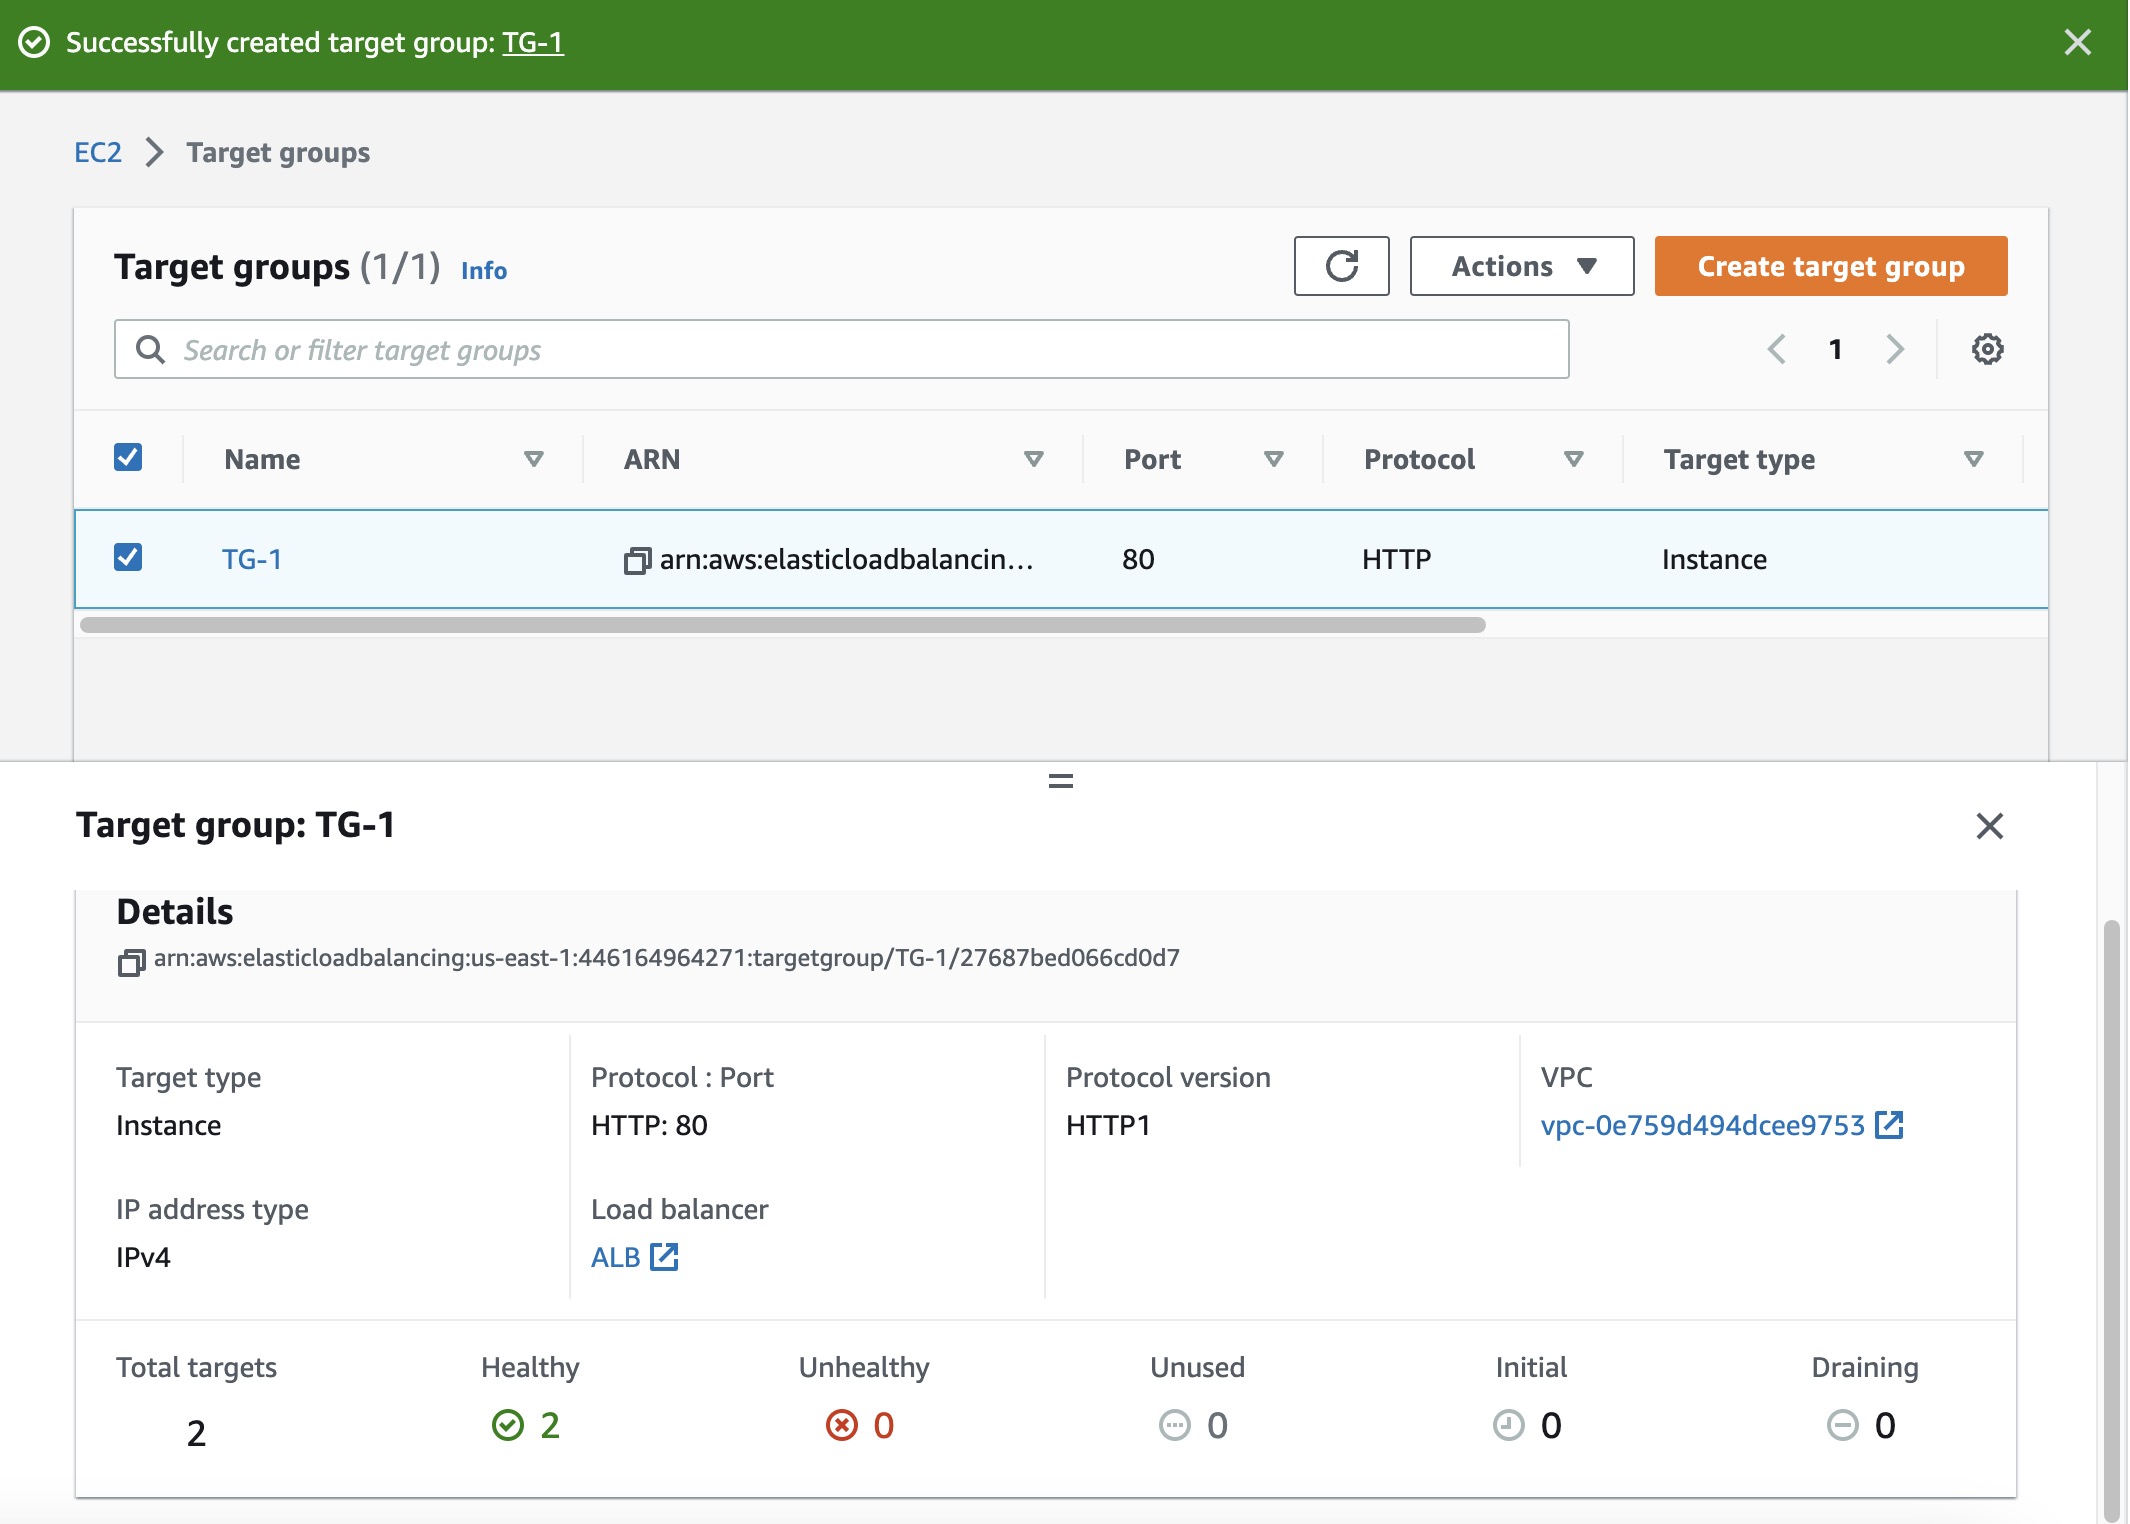 Successfully created target group: TG-1
EC2 Target groups
Target groups (1/1) Info
Actions
Create target group
Search or filter target groups
1
Name ARN Port Protocol Target type
TG-1 arn:aws:elasticloadbalancin... 80 HTTP Instance
Target group: TG-1
Details
arn:aws:elasticloadbalancing:us-east-1:446164964271:targetgroup/TG-1/27687bed066cd0d7
Target type Protocol : Port Protocol version VPC
Instance HTTP: 80 HTTP1 vpc-0e759d494dcee9753
IP address type Load balancer
IPv4 ALB
Total targets Healthy Unhealthy Unused Initial Draining
2 2 0 0 0 0